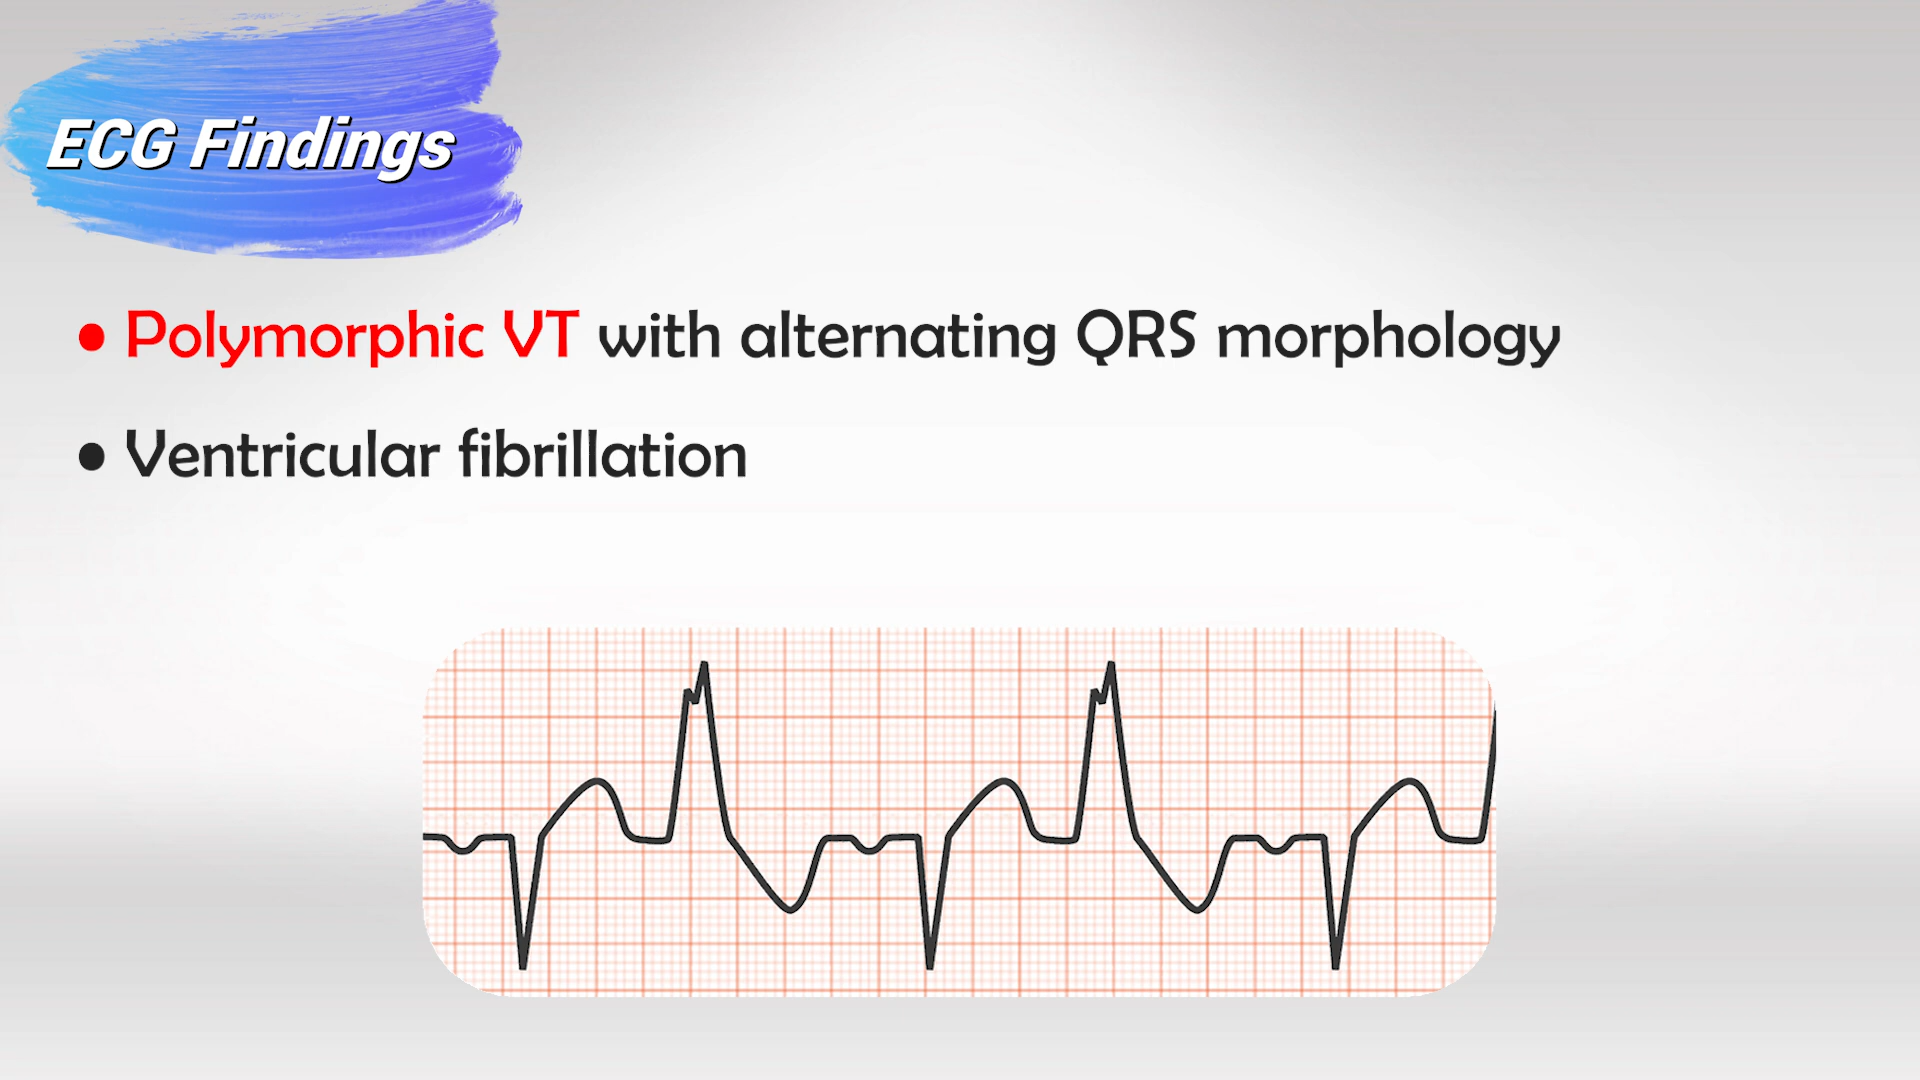 ECG Findings
• Polymorphic VT with alternating QRS morphology
• Ventricular fibrillation